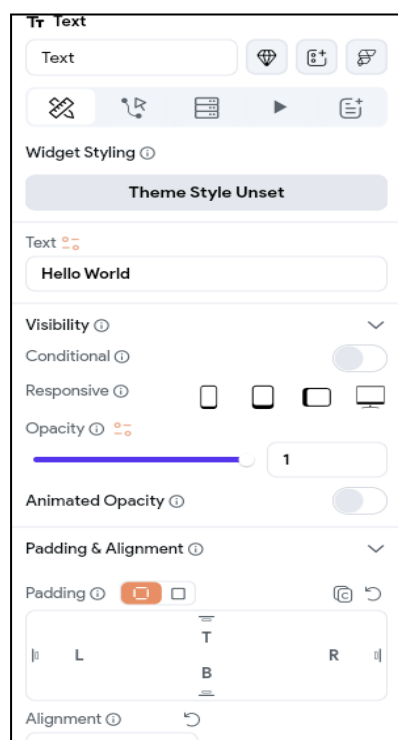 Tт Text
Text
Widget Styling
Theme Style Unset
Text
Hello World
Visibility
Conditional
Responsive
Opacity
1
Animated Opacity
Padding & Alignment
Padding
T
L
R
B
Alignment